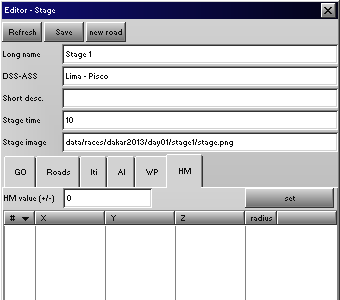 Editor - Stage
Refresh Save new road
Long name Stage 1
DSS-ASS Lima - Pisco
Short desc.
Stage time 10
Stage image data/races/dakar2013/day01/stage1/stage.png
GO Roads Iti AI WP HM
HM value (+/-) 0 set
# X Y Z radius